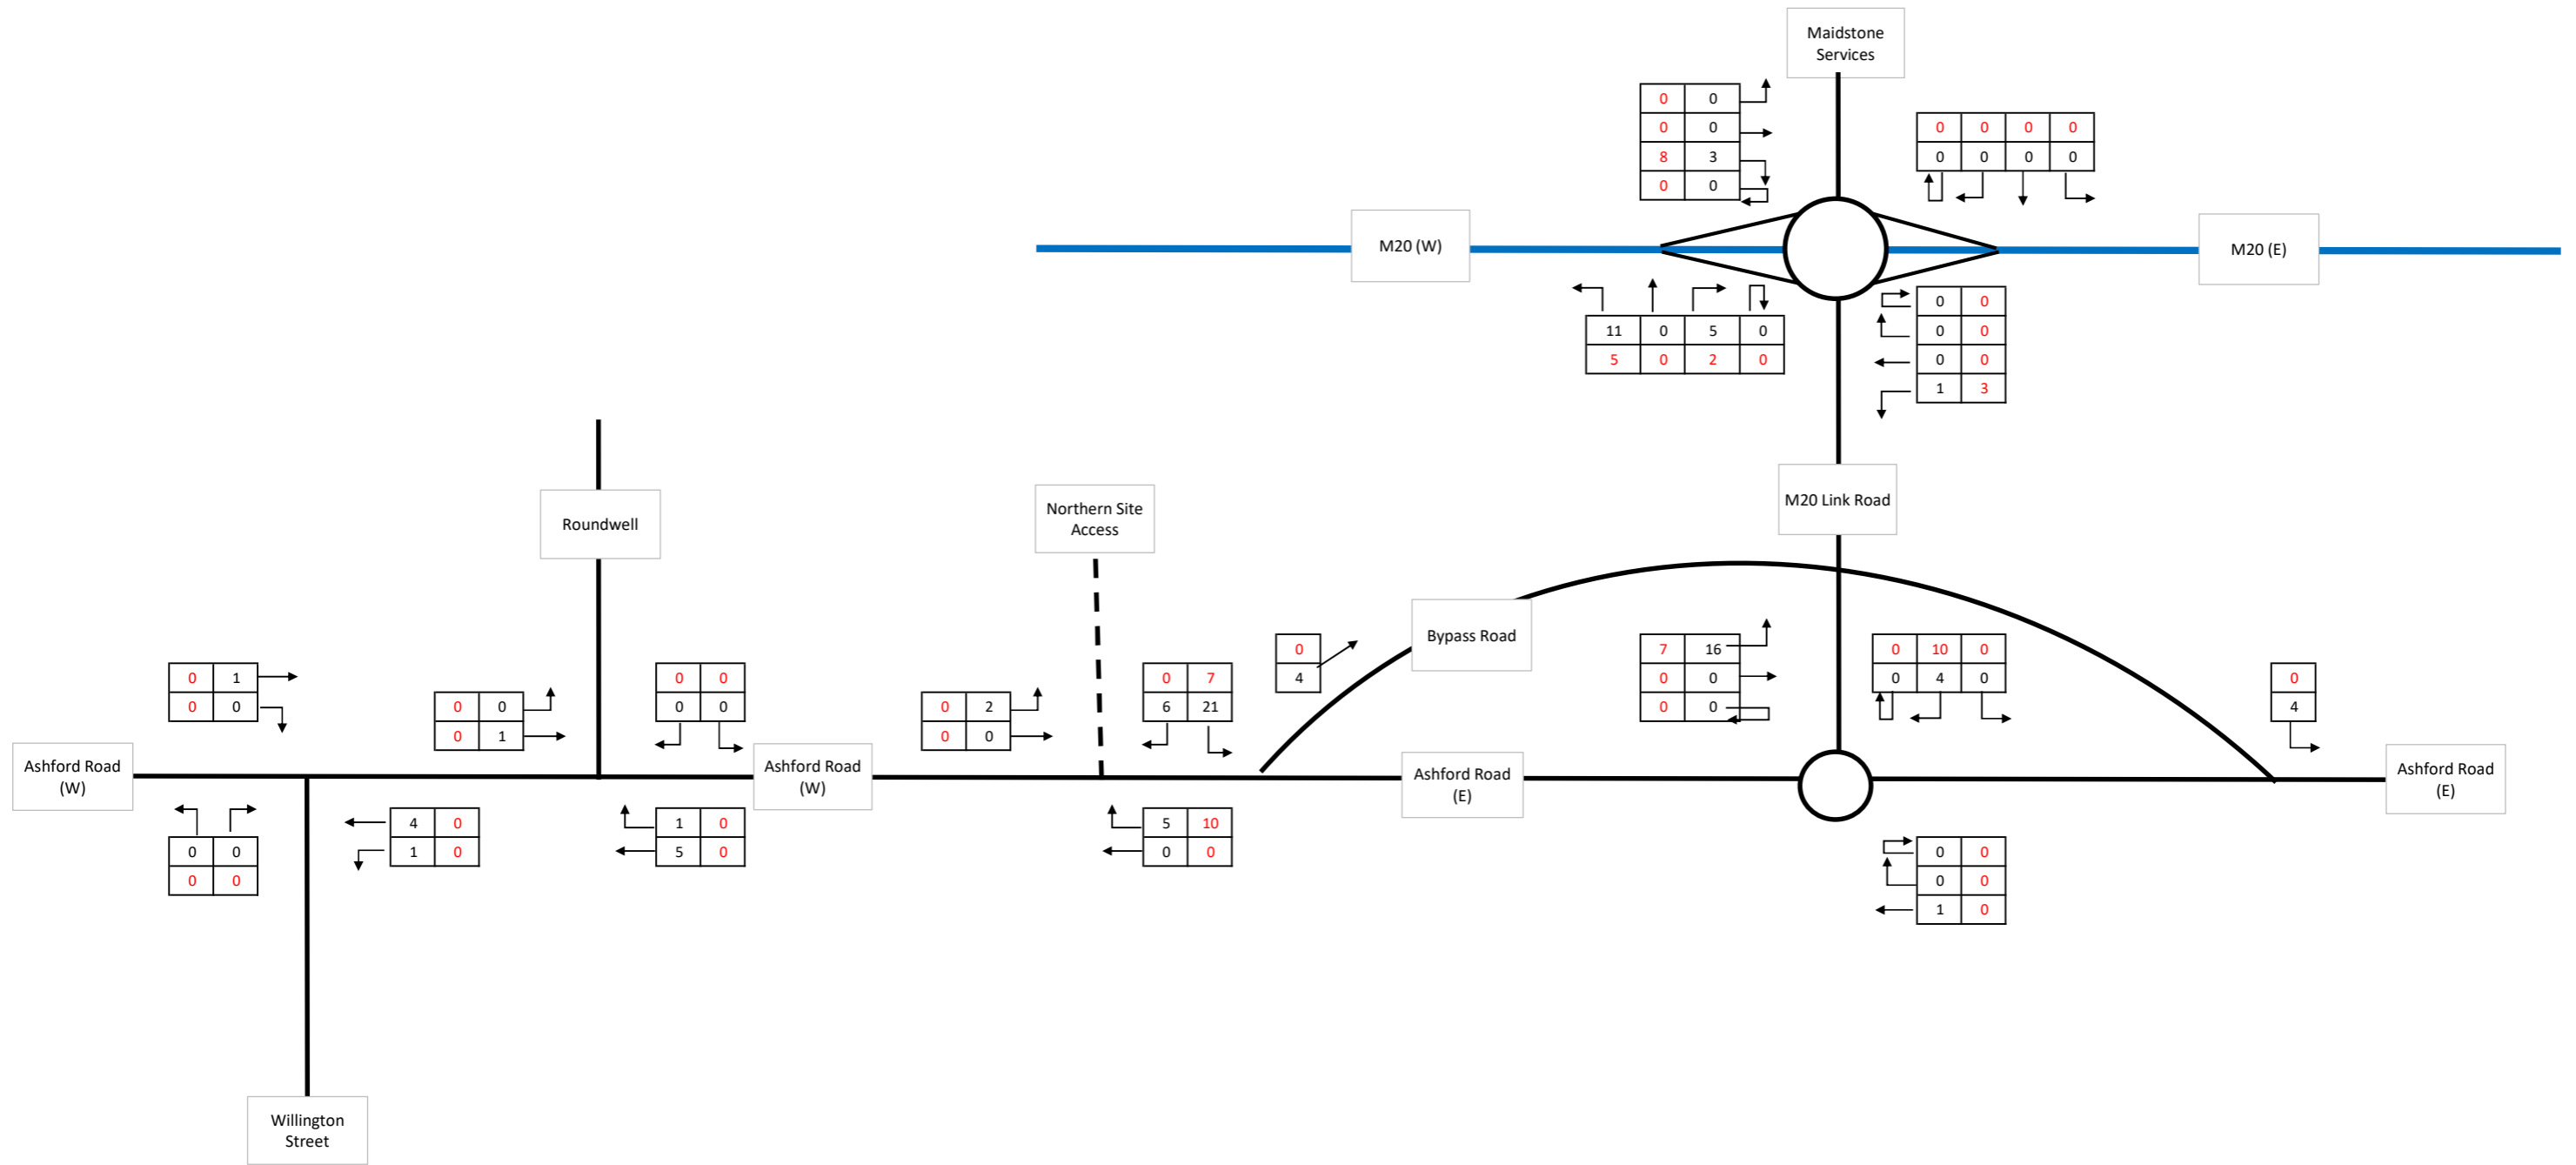 Maidstone
Services
0 0
0 0
8 3
0 0
0 0 0 0
0 0 0 0
M20 (W)
M20 (E)
11 0 5 0
5 0 2 0
0 0
0 0
0 0
1 3
Roundwell
Northern Site
Access
M20 Link Road
Bypass Road
0 1
0 0
0 0
0 1
0 0
0 0
0 2
0 0
0 7
6 21
0
4
7 16
0 0
0 0
0 10 0
0 4 0
0
4
Ashford Road
(W)
Ashford Road
(W)
Ashford Road
(E)
Ashford Road
(E)
0 0
0 0
4 0
1 0
1 0
5 0
5 10
0 0
0 0
0 0
1 0
Willington
Street